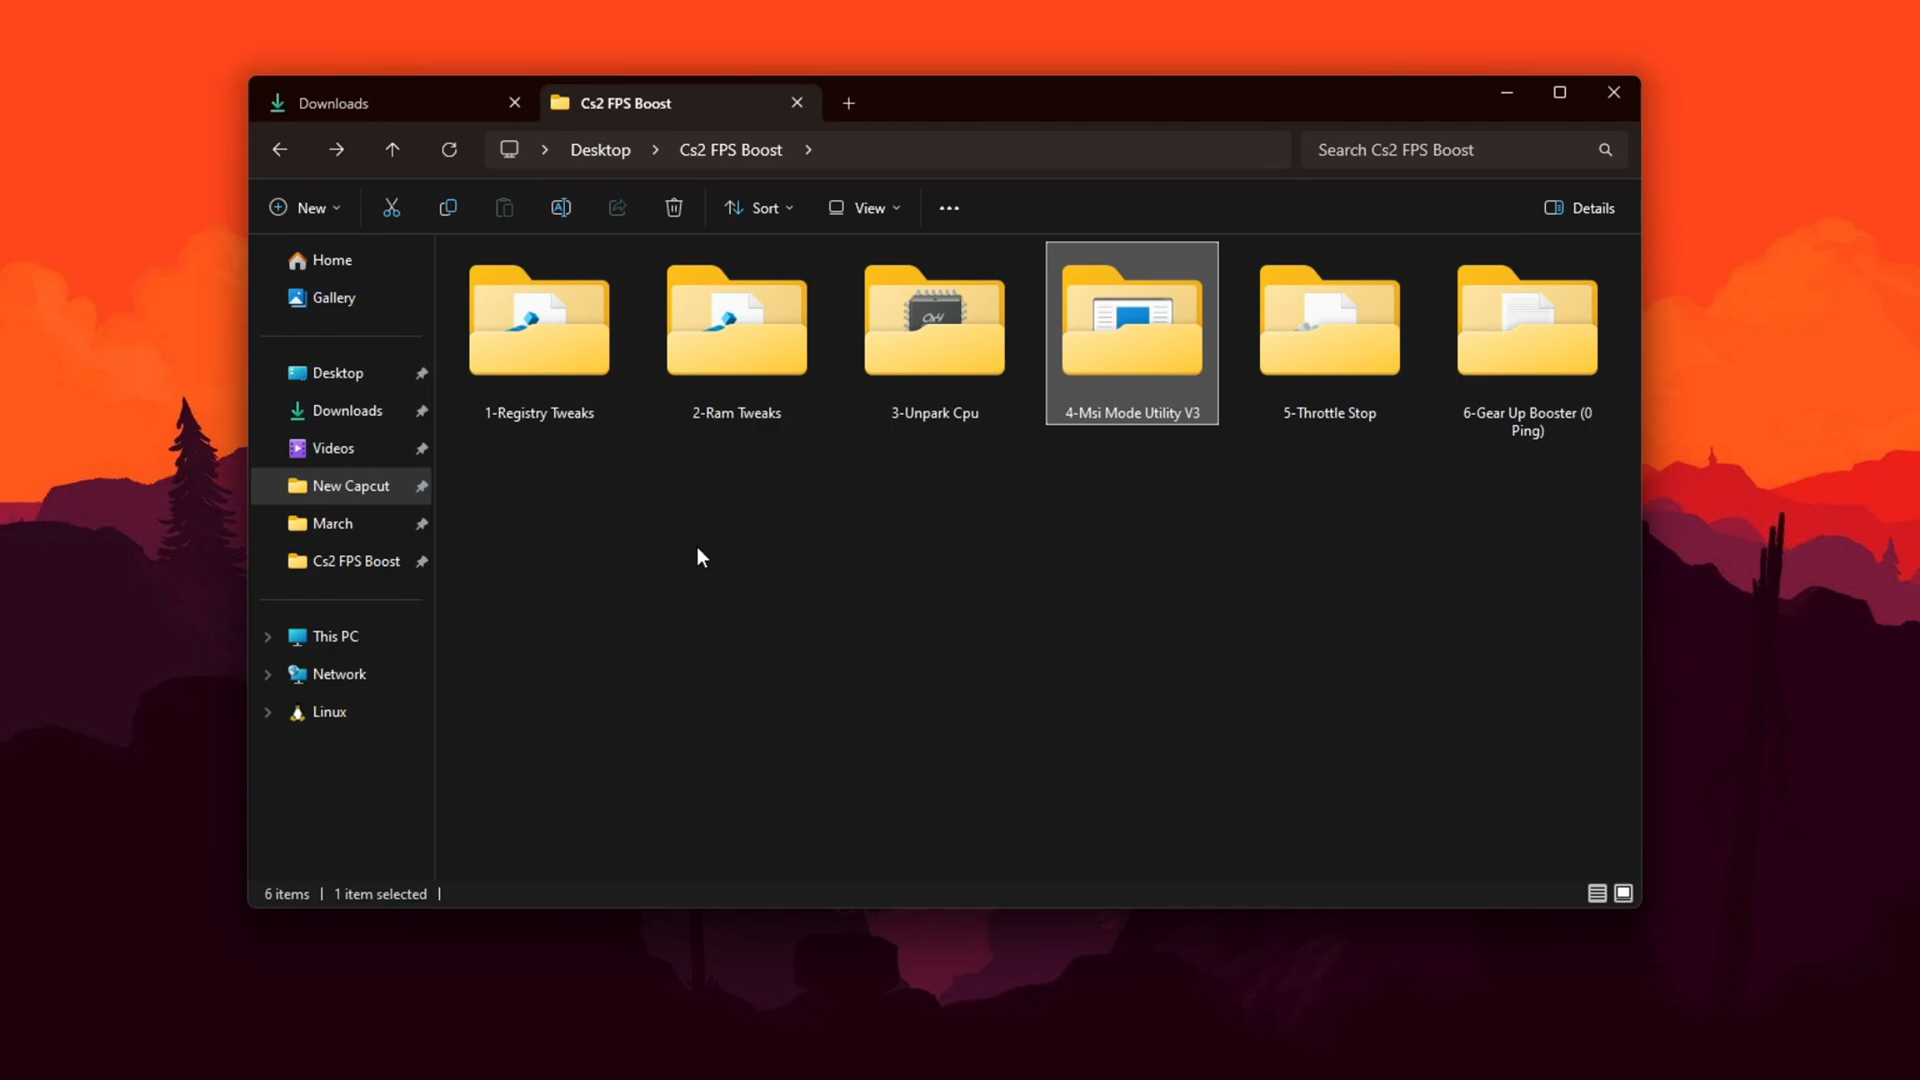 Downloads
Cs2 FPS Boost
Desktop
Cs2 FPS Boost
Search Cs2 FPS Boost
New
Sort
View
Details
Home
Gallery
Desktop
Downloads
Videos
New Capcut
March
Cs2 FPS Boost
This PC
Network
Linux
1-Registry Tweaks
2-Ram Tweaks
3-Unpark Cpu
4-Msi Mode Utility V3
5-Throttle Stop
6-Gear Up Booster (0
Ping)
6 items
1 item selected